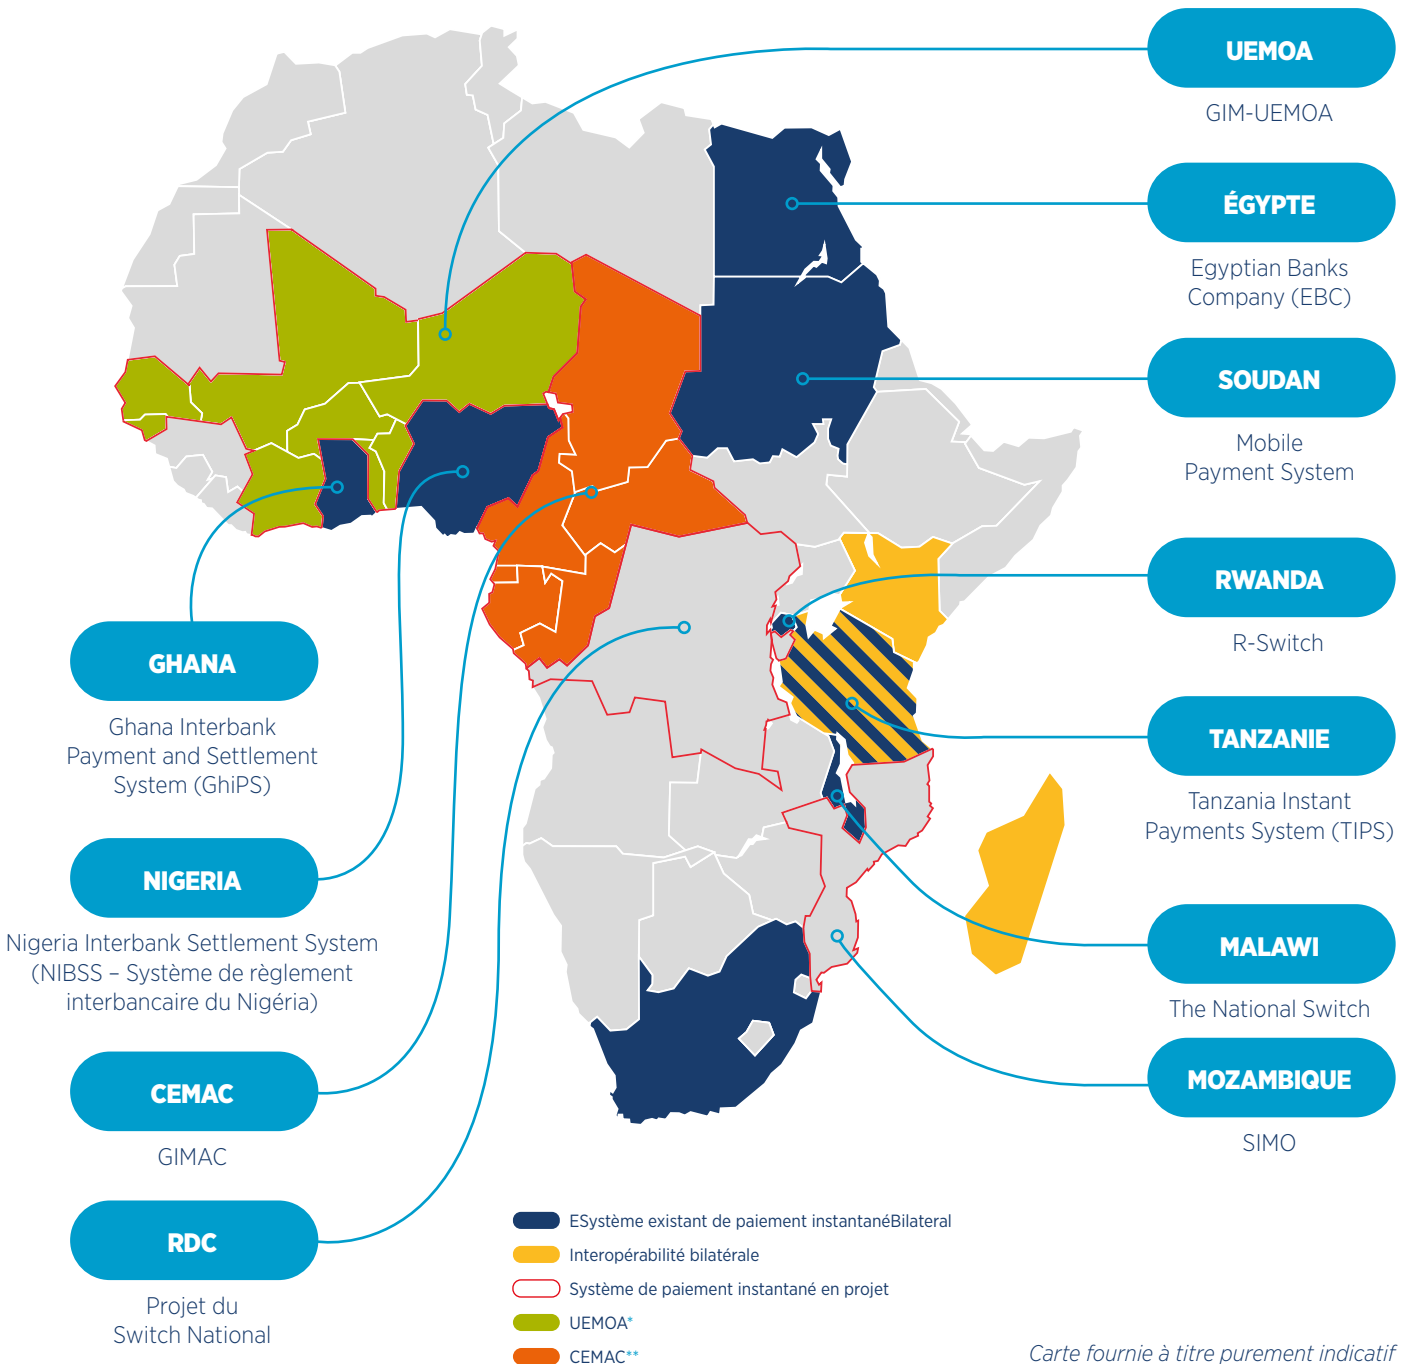 UEMOA
GIM-UEMOA
ÉGYPTE
Egyptian Banks
Company (EBC)
SOUDAN
Mobile
Payment System
RWANDA
R-Switch
TANZANIE
Tanzania Instant
Payments System (TIPS)
MALAWI
The National Switch
MOZAMBIQUE
SIMO
GHANA
Ghana Interbank
Payment and Settlement
System (GhiPS)
NIGERIA
Nigeria Interbank Settlement System
(NIBSS – Système de règlement
interbancaire du Nigéria)
CEMAC
GIMAC
RDC
Projet du
Switch National
ESystème existant de paiement instantanéBilateral
Interopérabilité bilatérale
Système de paiement instantané en projet
UEMOA*
CEMAC**
Carte fournie à titre purement indicatif